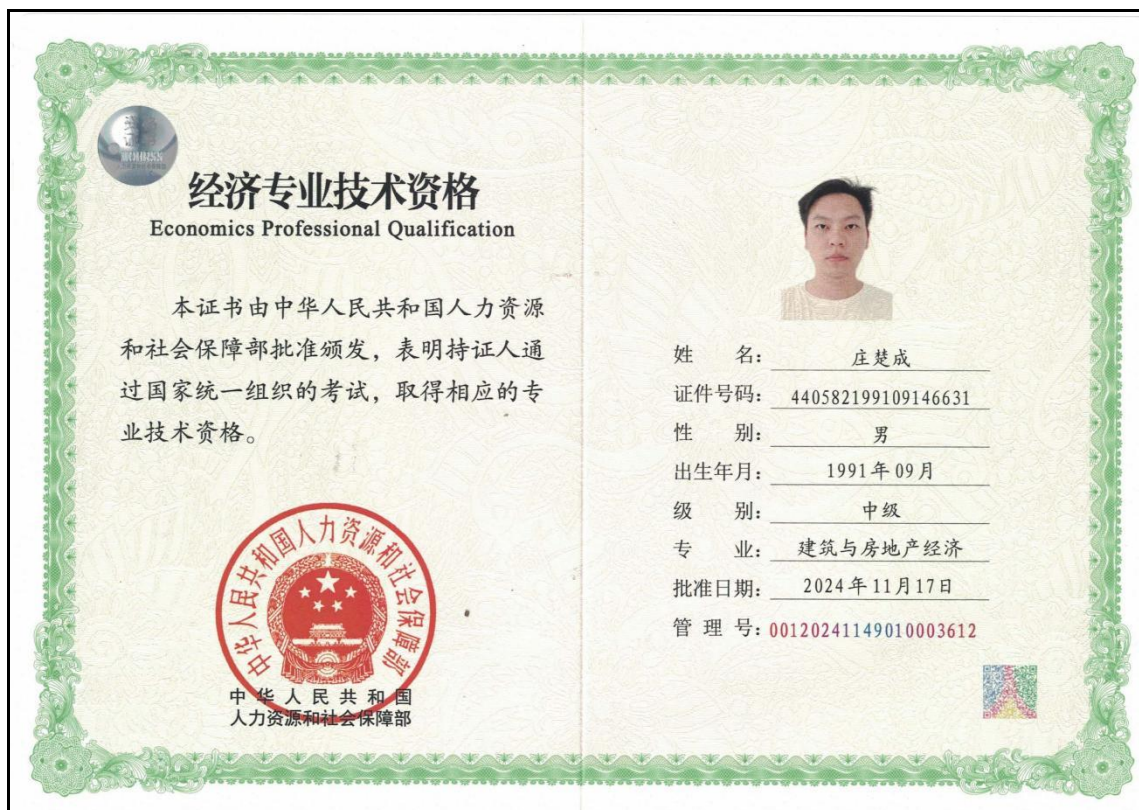 经济专业技术资格
Economics Professional Qualification
本证书由中华人民共和国人力资源
和社会保障部批准颁发，表明持证人通
过国家统一组织的考试，取得相应的专
业技术资格。
中华人民共和国人力资源和社会保障部
中华人民共和国
人力资源和社会保障部
姓 名：庄楚成
证件号码：440582199109146631
性 别：男
出生年月：1991年09月
级 别：中级
专 业：建筑与房地产经济
批准日期：2024年11月17日
管 理 号：00120241149010003612